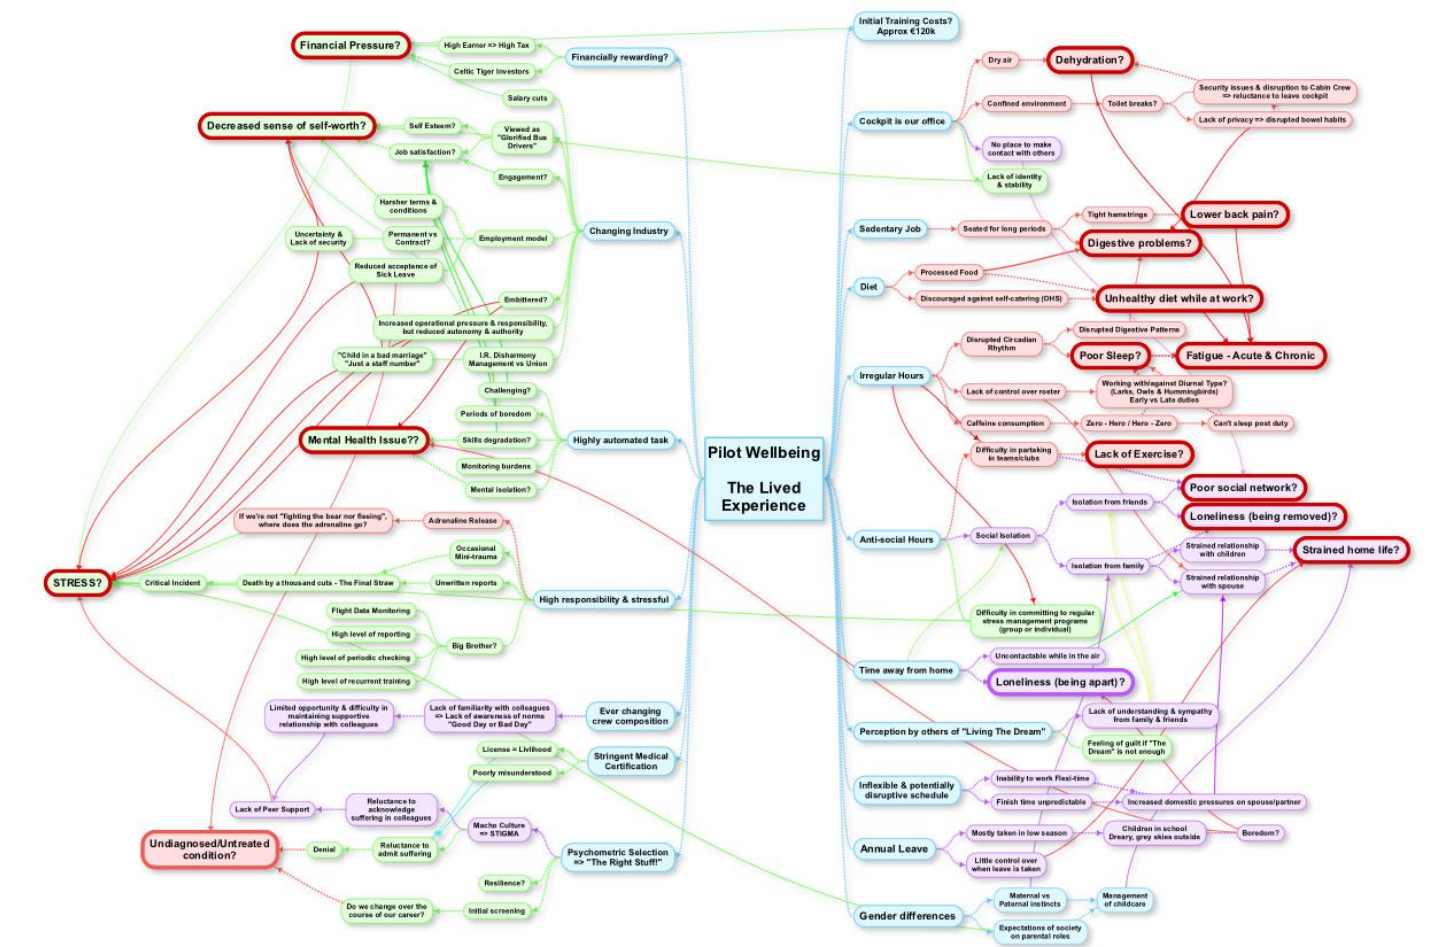 Pilot Wellbeing
The Lived
Experience
Financial Pressure?
High Earner => High Tax
Celtic Tiger Investors
Financially rewarding?
Salary cuts
Decreased sense of self-worth?
Self Esteem?
Viewed as
"Glorified Bus
Drivers"
Job satisfaction?
Engagement?
Harsher terms &
conditions
Uncertainty &
Lack of security
Permanent vs
Contract?
Employment model
Changing Industry
Reduced acceptance of
Sick Leave
Embittered?
Increased operational pressure & responsibility,
but reduced autonomy & authority
"Child in a bad marriage"
"Just a staff number"
I.R. Disharmony
Management vs Union
Challenging?
Periods of boredom
Mental Health Issue??
Skills degradation?
Highly automated task
Monitoring burdens
Mental isolation?
If we're not "fighting the bear nor fleeing",
where does the adrenaline go?
Adrenaline Release
Occasional
Mini-trauma
STRESS?
Critical Incident
Death by a thousand cuts - The Final Straw
Unwritten reports
High responsibility & stressful
Flight Data Monitoring
High level of reporting
Big Brother?
High level of periodic checking
High level of recurrent training
Limited opportunity & difficulty in
maintaining supportive
relationship with colleagues
Lack of familiarity with colleagues
=> Lack of awareness of norms
"Good Day or Bad Day"
Ever changing
crew composition
License = Livlihood
Poorly misunderstood
Stringent Medical
Certification
Lack of Peer Support
Reluctance to
acknowledge
suffering in colleagues
Macho Culture
=> STIGMA
Undiagnosed/Untreated
condition?
Denial
Reluctance to
admit suffering
Psychometric Selection
=> "The Right Stuff!"
Resilience?
Do we change over the
course of our career?
Initial screening
Initial Training Costs?
Approx €120k
Dry air
Dehydration?
Cockpit is our office
Confined environment
Toilet breaks?
Security issues & disruption to Cabin Crew
=> reluctance to leave cockpit
Lack of privacy => disrupted bowel habits
No place to make
contact with others
Lack of identity
& stability
Sedentary Job
Seated for long periods
Tight hamstrings
Lower back pain?
Digestive problems?
Diet
Processed Food
Discouraged against self-catering (OHS)
Unhealthy diet while at work?
Irregular Hours
Disrupted Circadian
Rhythm
Disrupted Digestive Patterns
Poor Sleep?
Fatigue - Acute & Chronic
Lack of control over roster
Working with/against Diurnal Type?
(Larks, Owls & Hummingbirds)
Early vs Late duties
Caffeine consumption
Zero - Hero / Hero - Zero
Can't sleep post duty
Difficulty in partaking
in teams/clubs
Lack of Exercise?
Poor social network?
Isolation from friends
Loneliness (being removed)?
Anti-social Hours
Social Isolation
Isolation from family
Strained relationship
with children
Strained home life?
Strained relationship
with spouse
Difficulty in committing to regular
stress management programs
(group or individual)
Time away from home
Uncontactable while in the air
Loneliness (being apart)?
Perception by others of "Living The Dream"
Lack of understanding & sympathy
from family & friends
Feeling of guilt if "The
Dream" is not enough
Inflexible & potentially
disruptive schedule
Inability to work Flexi-time
Finish time unpredictable
Increased domestic pressures on spouse/partner
Annual Leave
Mostly taken in low season
Children in school
Dreary, grey skies outside
Boredom?
Little control over
when leave is taken
Gender differences
Maternal vs
Paternal instincts
Management
of childcare
Expectations of society
on parental roles